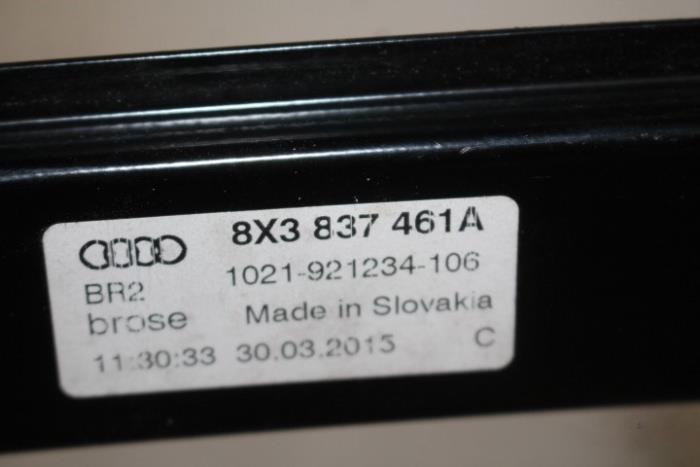 8X3 837 461A
1021-921234-106
BR2
brose Made in Slovakia
11:30:33 30.03.2015 C